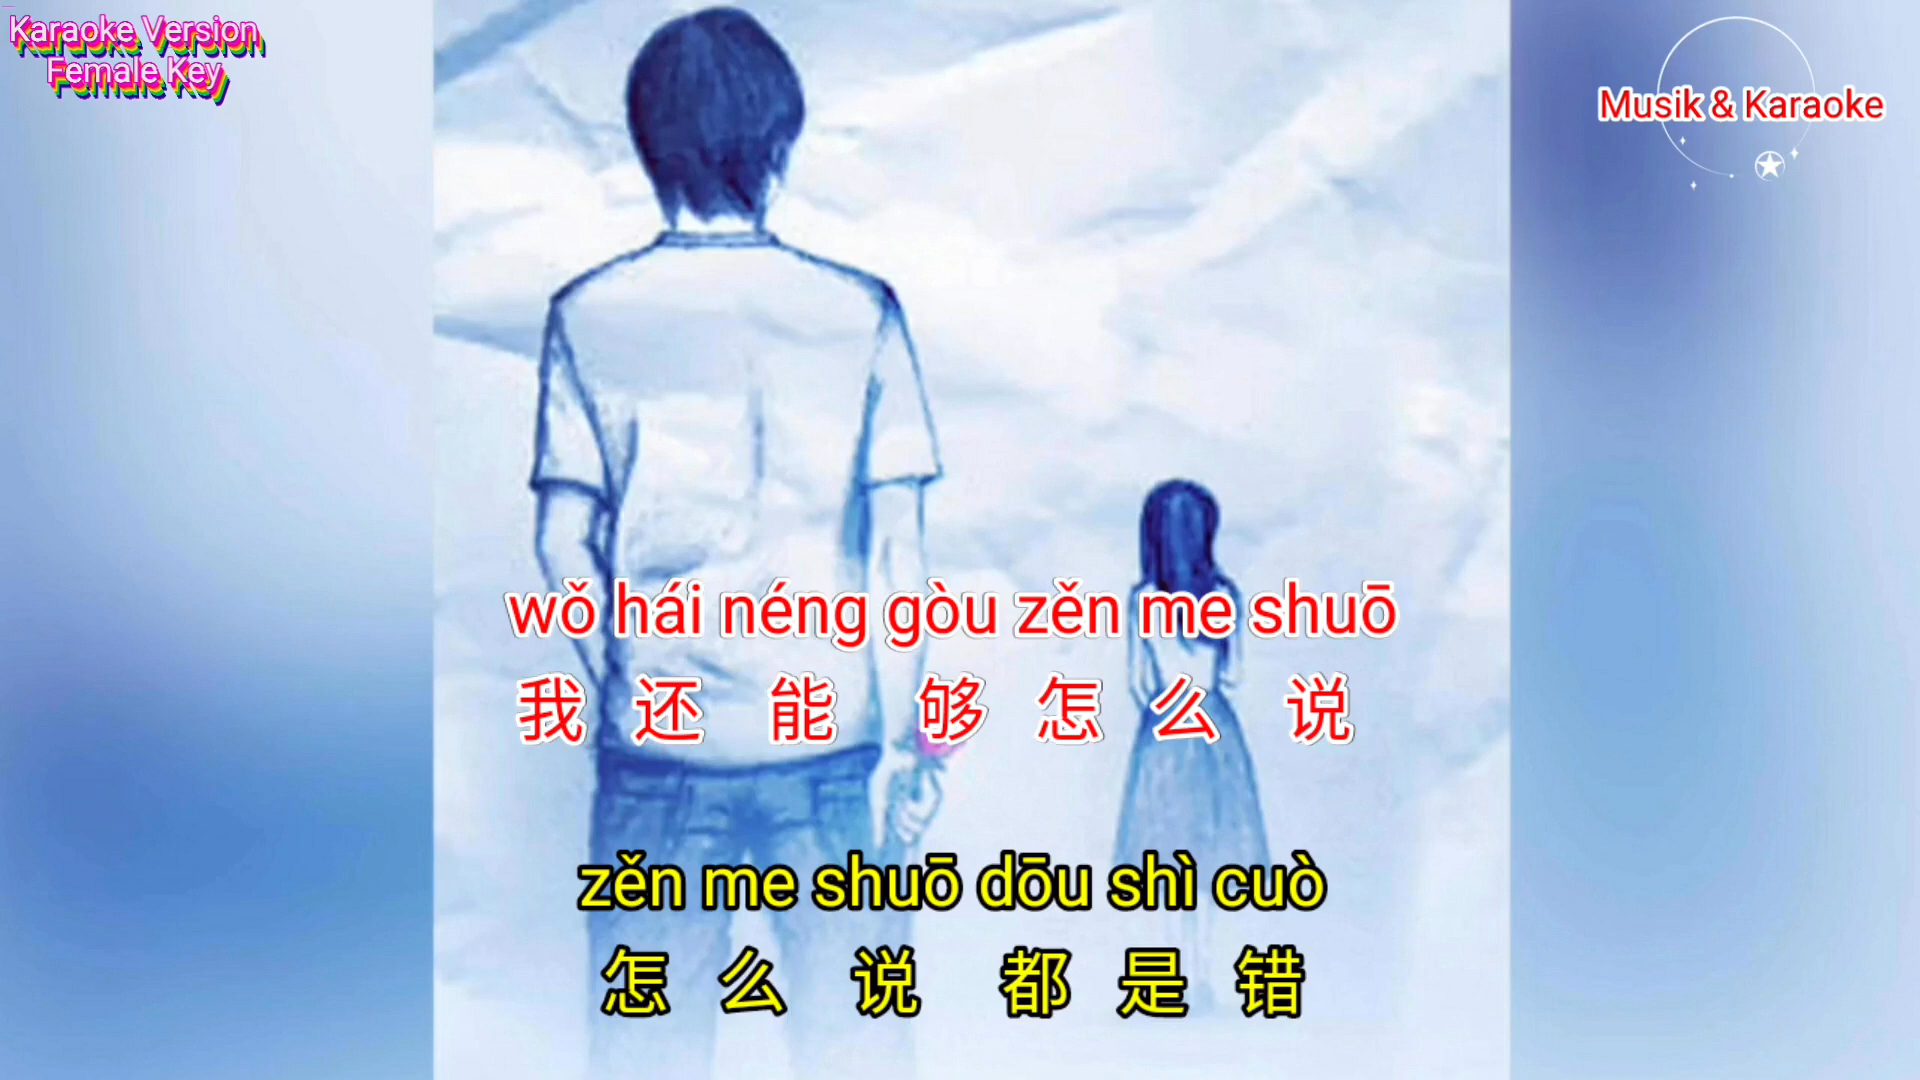 Karaoke Version
Female Key
Musik & Karaoke
wǒ hái néng gòu zěn me shuō
我 还 能 够 怎 么 说
zěn me shuō dōu shì cuò
怎 么 说 都 是 错